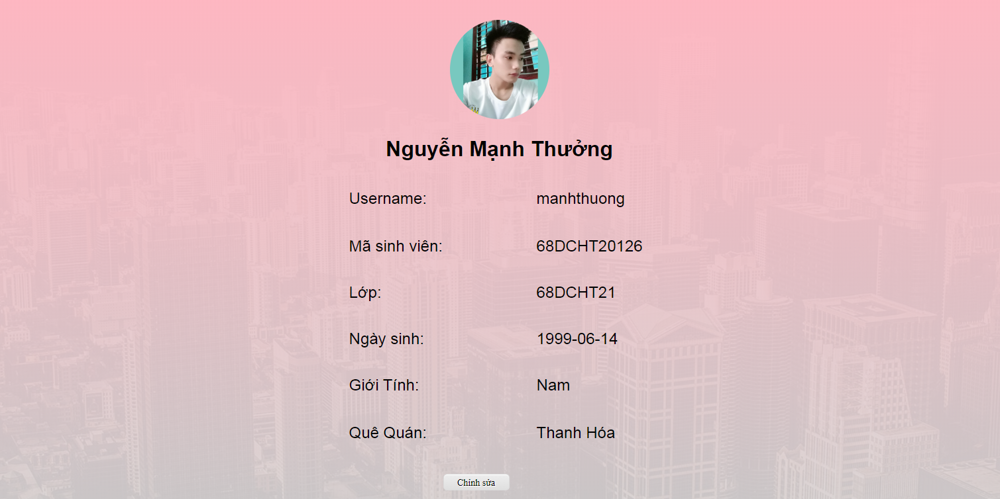 Nguyễn Mạnh Thưởng
Username: manhthuong
Mã sinh viên: 68DCHT20126
Lớp: 68DCHT21
Ngày sinh: 1999-06-14
Giới Tính: Nam
Quê Quán: Thanh Hóa
Chỉnh sửa